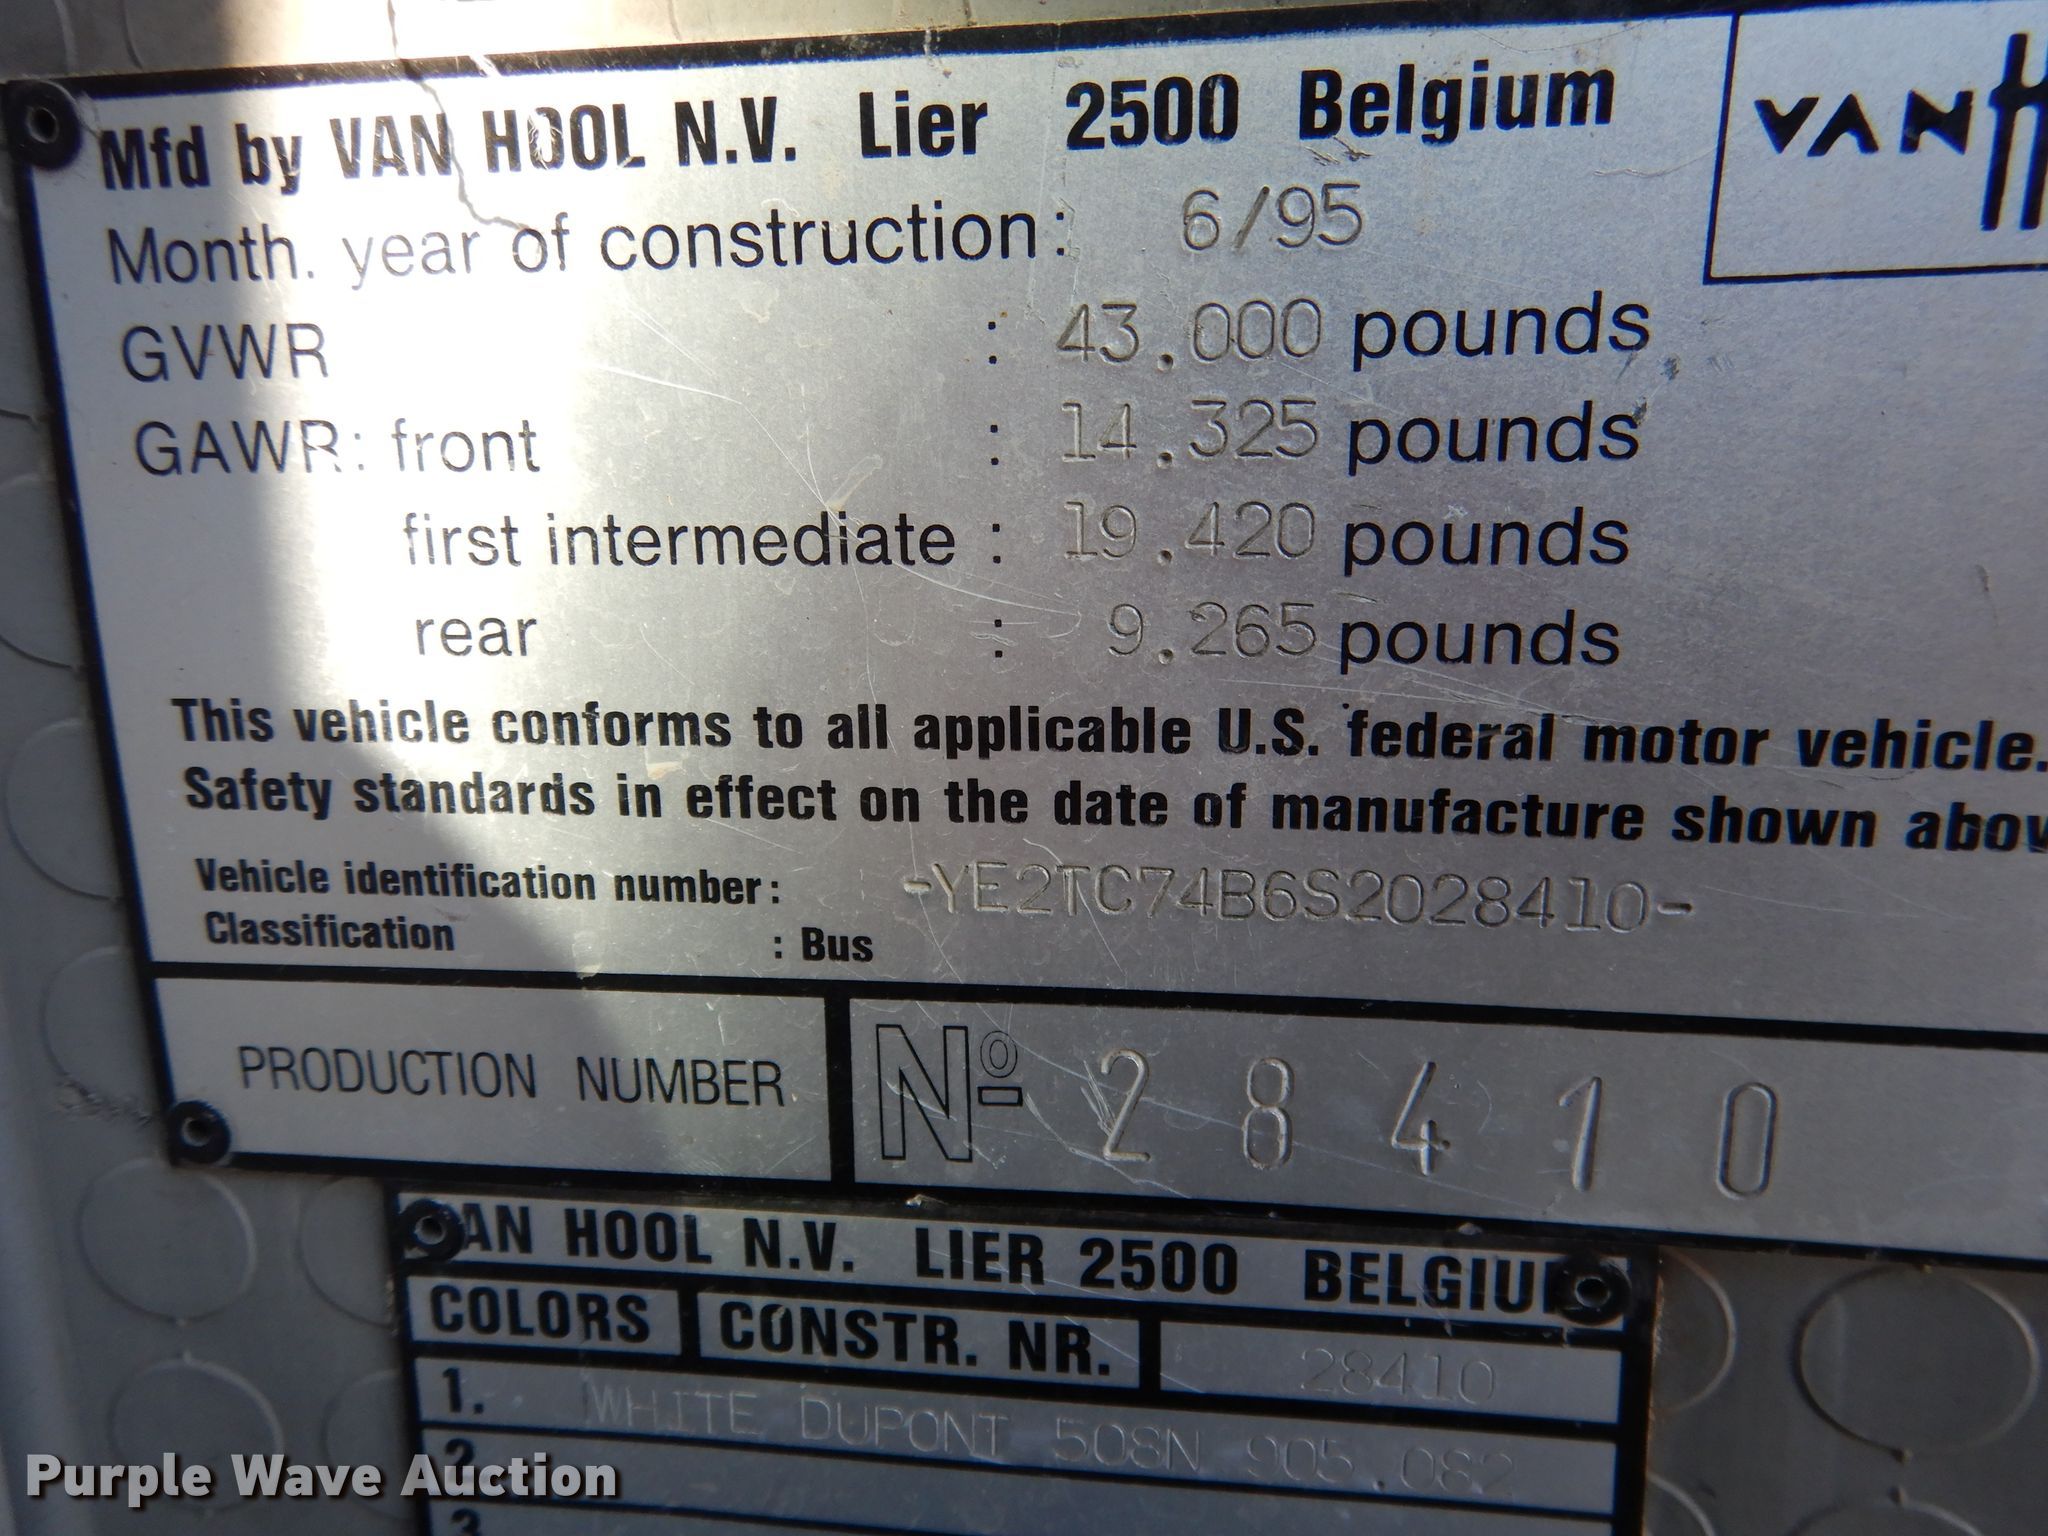 Mfd by VAN HOOL N.V. Lier 2500 Belgium
VAN H
Month. year of construction: 6/95
GVWR : 43.000 pounds
GAWR: front : 14.325 pounds
first intermediate : 19.420 pounds
rear : 9.265 pounds
This vehicle conforms to all applicable U.S. federal motor vehicle.
Safety standards in effect on the date of manufacture shown abov
Vehicle identification number: -YE2TC74B6S2028410-
Classification : Bus
PRODUCTION NUMBER Nº 28410
VAN HOOL N.V. LIER 2500 BELGIUM
COLORS CONSTR. NR. 28410
1. WHITE DUPONT 508N 905.082
2.
3
Purple Wave Auction